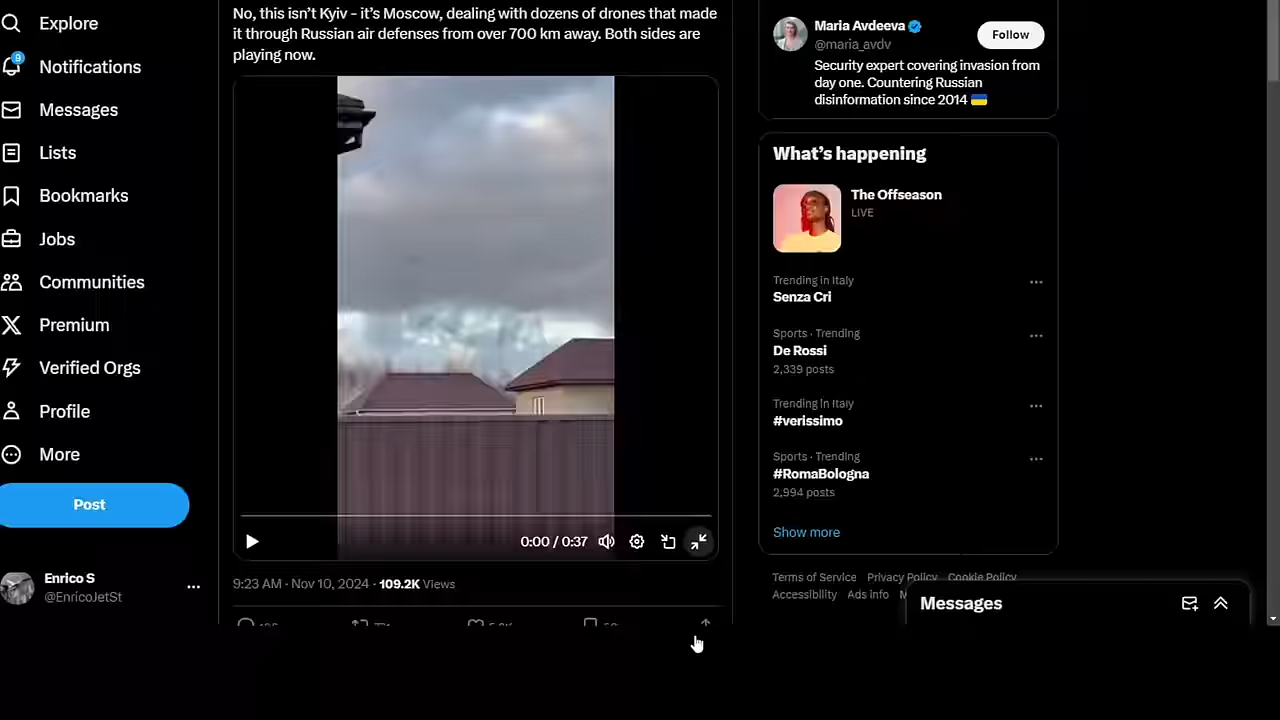 Explore
9
Notifications
Messages
Lists
Bookmarks
Jobs
Communities
Premium
Verified Orgs
Profile
More
Post
Enrico S
@EnricoJetSt
No, this isn’t Kyiv - it’s Moscow, dealing with dozens of drones that made
it through Russian air defenses from over 700 km away. Both sides are
playing now.
0:00 / 0:37
9:23 AM · Nov 10, 2024 · 109.2K Views
Maria Avdeeva
@maria_avdv
Follow
Security expert covering invasion from
day one. Countering Russian
disinformation since 2014
What’s happening
The Offseason
LIVE
Trending in Italy
Senza Cri
Sports · Trending
De Rossi
2,339 posts
Trending in Italy
#verissimo
Sports · Trending
#RomaBologna
2,994 posts
Show more
Terms of Service Privacy Policy Cookie Policy
Accessibility Ads info
Messages